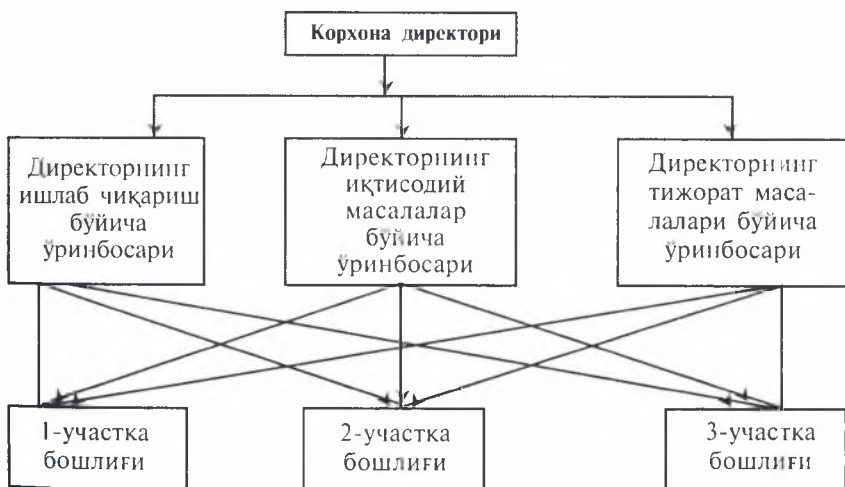 Корхона директори
Директорнинг
ишлаб чиқариш
бўйича
ўринбосари
Директорнинг
иқтисодий
масалалар
бўйича
ўринбосари
Директорнинг
тижорат маса-
лалари бўйича
ўринбосари
1-участка
бошлиғи
2-участка
бошлиғи
3-участка
бошлиғи